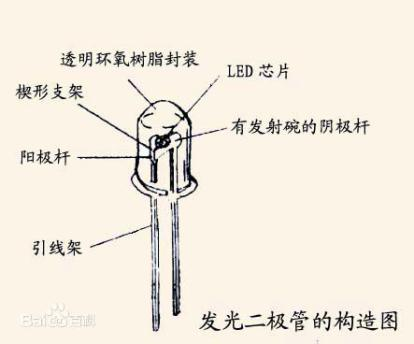 透明环氧树脂封装
LED 芯片
楔形支架
有发射碗的阴极杆
阳极杆
引线架
发光二极管的构造图
Baidu百科